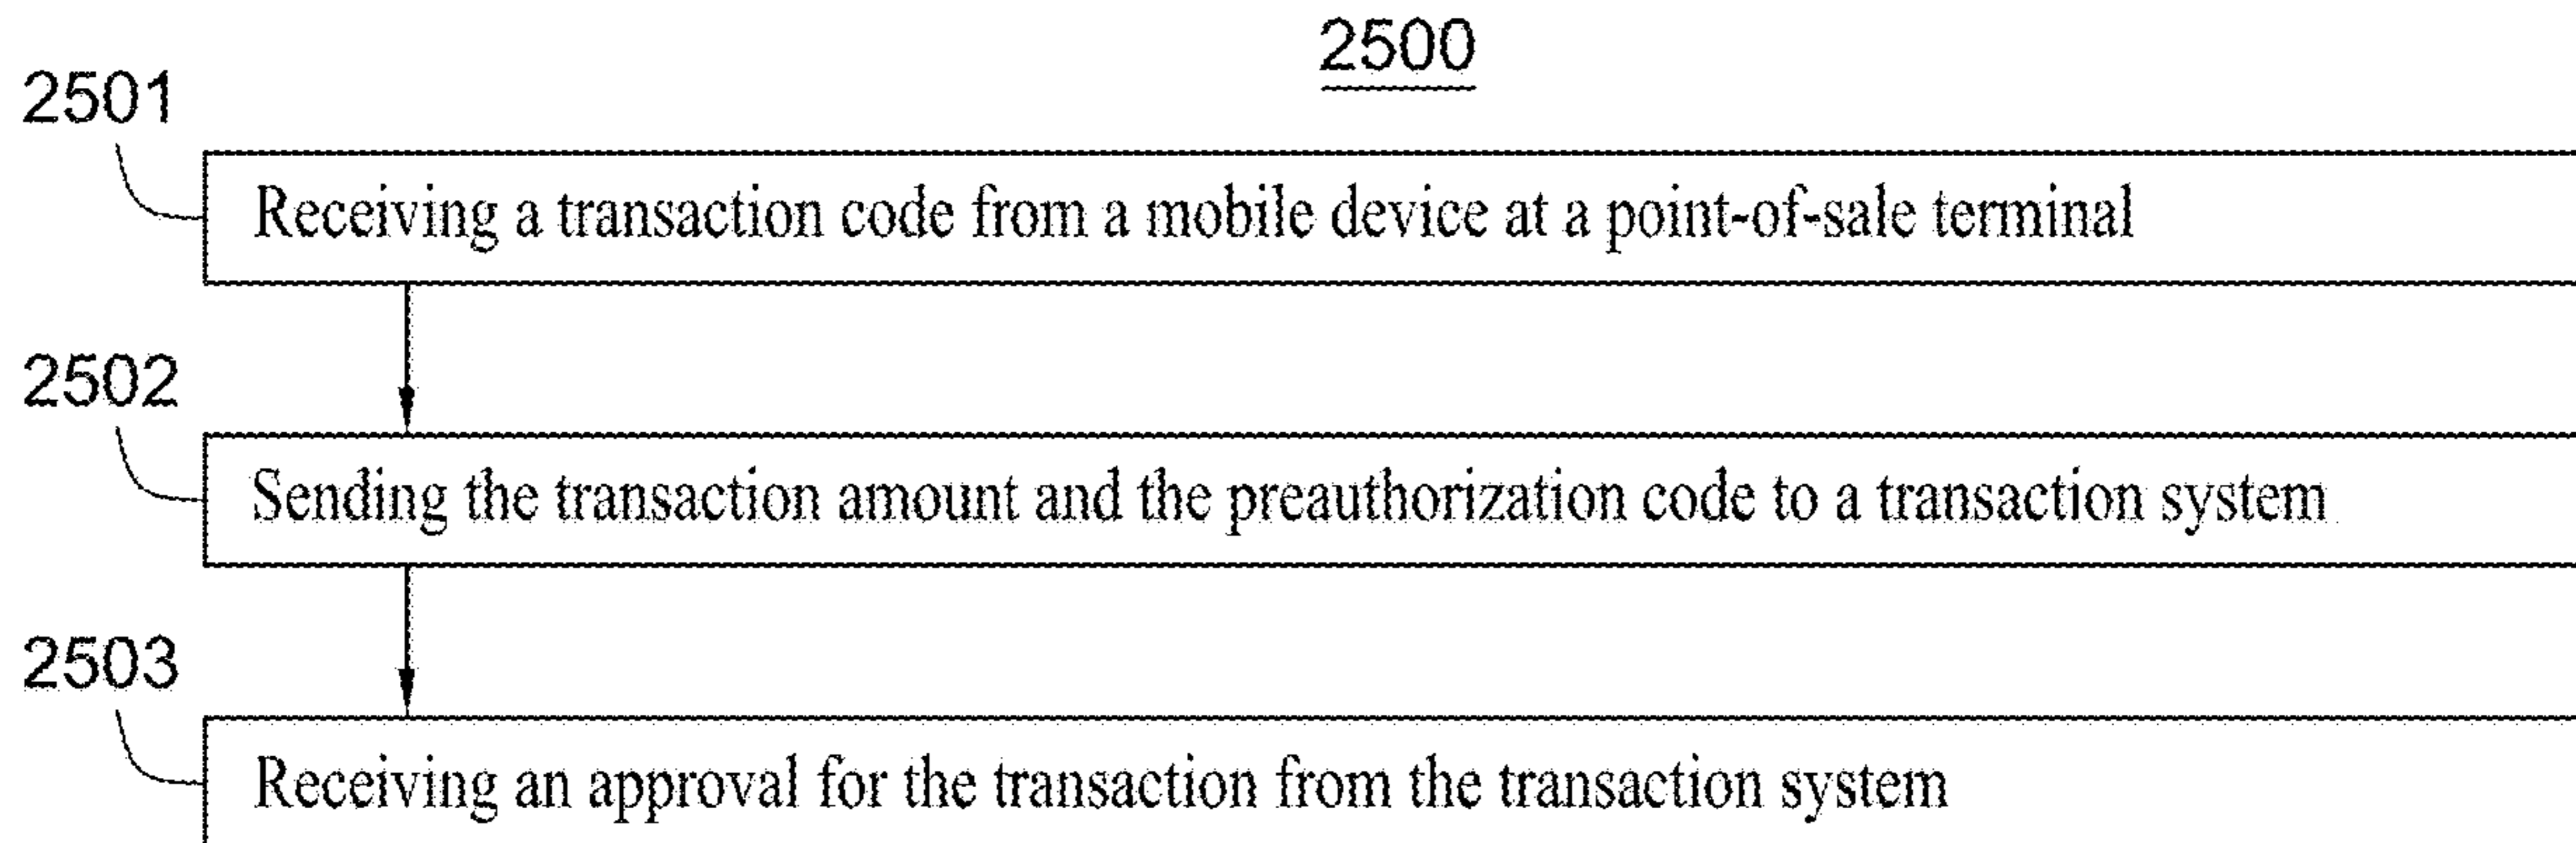 2500
2501
Receiving a transaction code from a mobile device at a point-of-sale terminal
2502
Sending the transaction amount and the preauthorization code to a transaction system
2503
Receiving an approval for the transaction from the transaction system